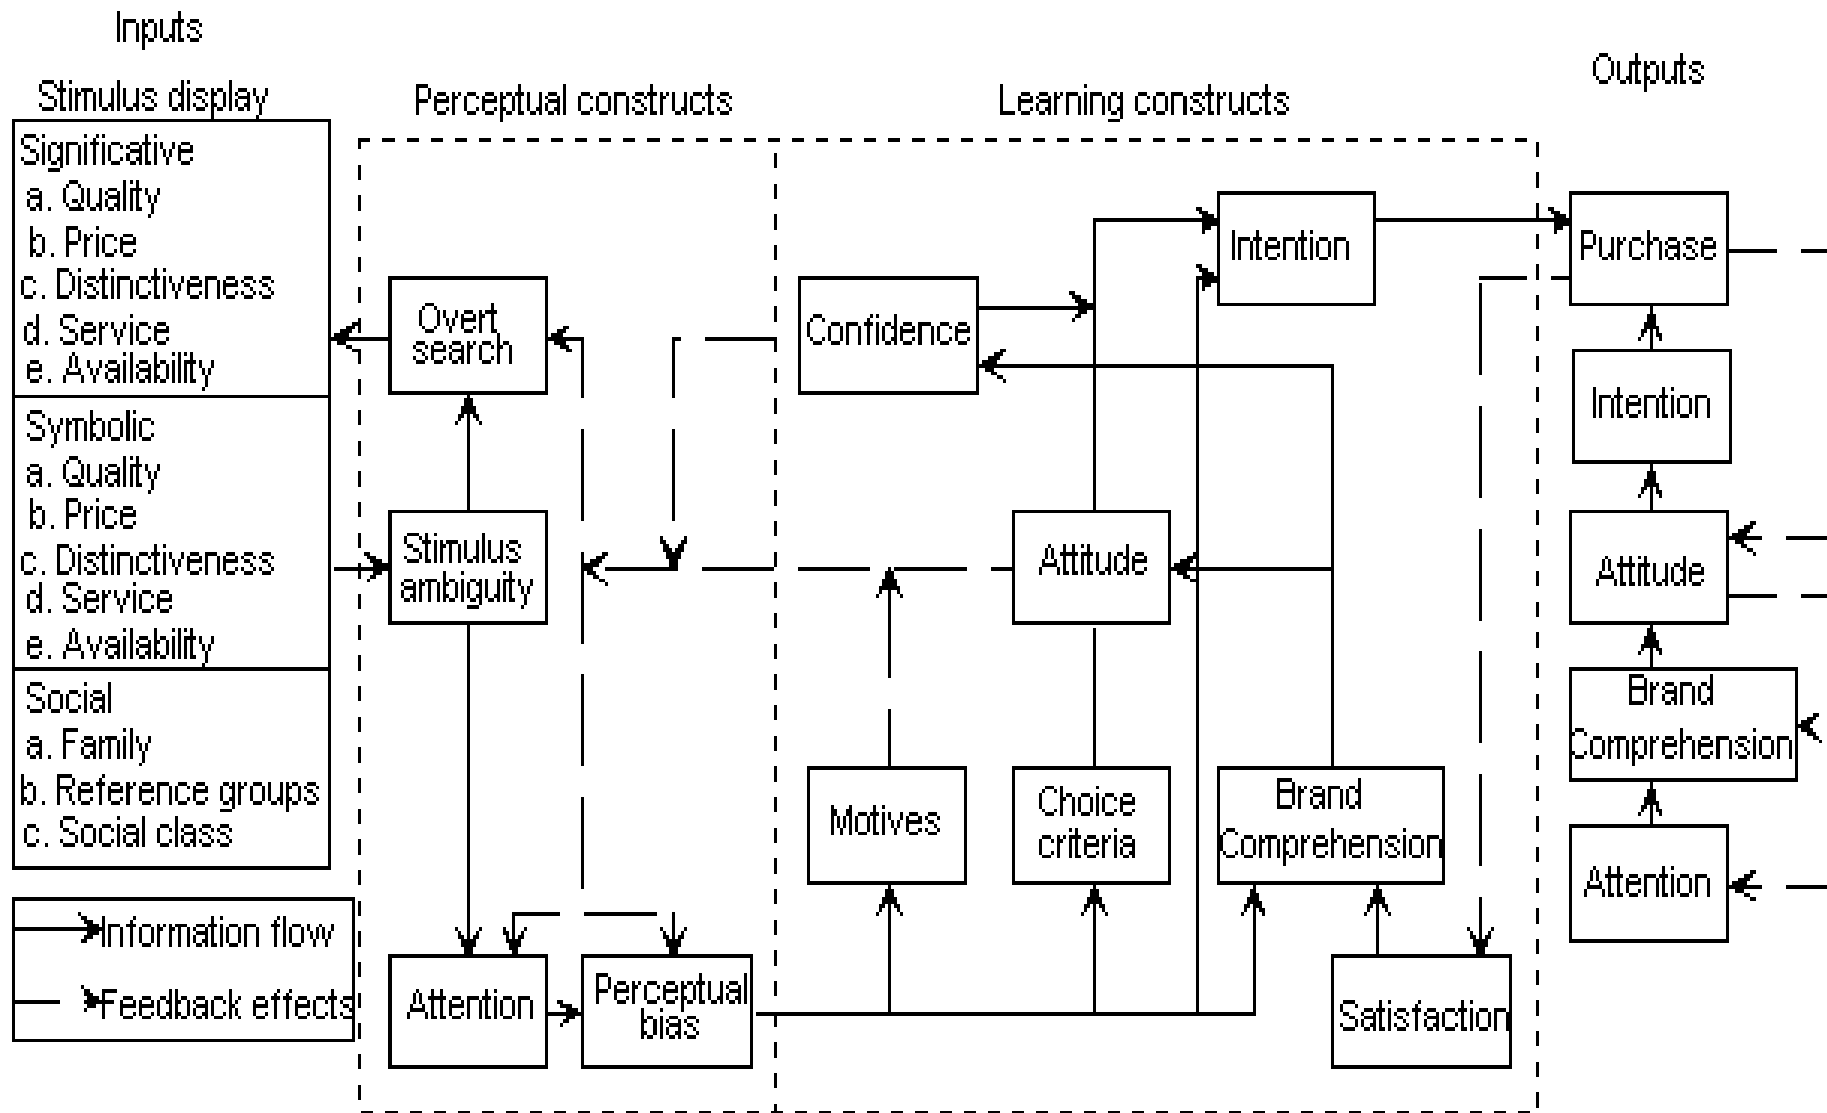 Inputs
Stimulus display
Significative
a. Quality
b. Price
c. Distinctiveness
d. Service
e. Availability
Symbolic
a. Quality
b. Price
c. Distinctiveness
d. Service
e. Availability
Social
a. Family
b. Reference groups
c. Social class
Information flow
Feedback effects
Perceptual constructs
Overt
search
Stimulus
ambiguity
Attention
Perceptual
bias
Learning constructs
Confidence
Intention
Attitude
Motives
Choice
criteria
Brand
Comprehension
Satisfaction
Outputs
Purchase
Intention
Attitude
Brand
Comprehension
Attention